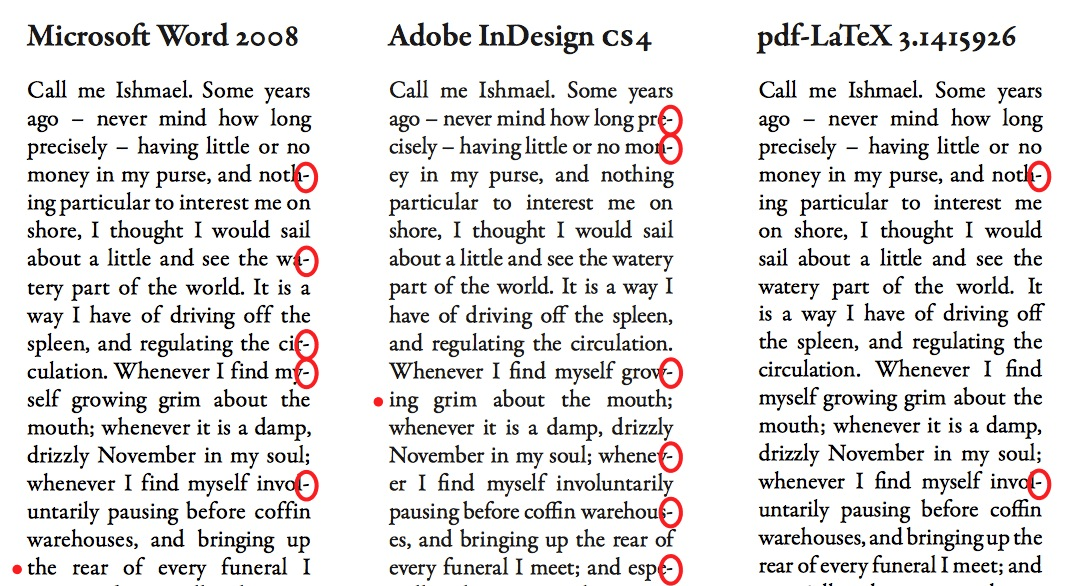 Microsoft Word 2008
Call me Ishmael. Some years
ago – never mind how long
precisely – having little or no
money in my purse, and noth-
ing particular to interest me on
shore, I thought I would sail
about a little and see the wa-
tery part of the world. It is a
way I have of driving off the
spleen, and regulating the cir-
culation. Whenever I find my-
self growing grim about the
mouth; whenever it is a damp,
drizzly November in my soul;
whenever I find myself invol-
untarily pausing before coffin
warehouses, and bringing up
the rear of every funeral I
Adobe InDesign CS4
Call me Ishmael. Some years
ago – never mind how long pre-
cisely – having little or no mon-
ey in my purse, and nothing
particular to interest me on
shore, I thought I would sail
about a little and see the watery
part of the world. It is a way I
have of driving off the spleen,
and regulating the circulation.
Whenever I find myself grow-
ing grim about the mouth;
whenever it is a damp, drizzly
November in my soul; whenev-
er I find myself involuntarily
pausing before coffin warehous-
es, and bringing up the rear of
every funeral I meet; and espe-
pdf-LaTeX 3.1415926
Call me Ishmael. Some years
ago – never mind how long
precisely – having little or no
money in my purse, and noth-
ing particular to interest me
on shore, I thought I would
sail about a little and see the
watery part of the world. It
is a way I have of driving off
the spleen, and regulating the
circulation. Whenever I find
myself growing grim about the
mouth; whenever it is a damp,
drizzly November in my soul;
whenever I find myself invol-
untarily pausing before coffin
warehouses, and bringing up the
rear of every funeral I meet; and